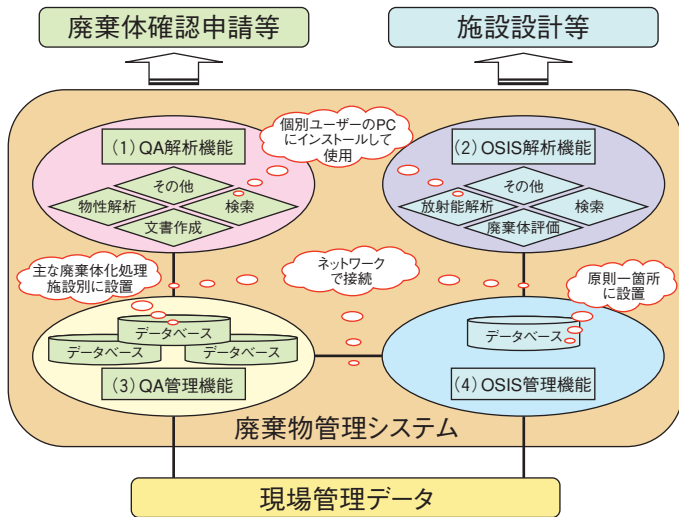 廃棄体確認申請等
施設設計等
個別ユーザーのPC
にインストールして
使用
(1)QA解析機能
その他
物性解析
検索
文書作成
(2)OSIS解析機能
その他
放射能解析
検索
廃棄体評価
主な廃棄体化処理
施設別に設置
ネットワーク
で接続
原則一箇所
に設置
データベース
データベース
データベース
(3)QA管理機能
データベース
(4)OSIS管理機能
廃棄物管理システム
現場管理データ